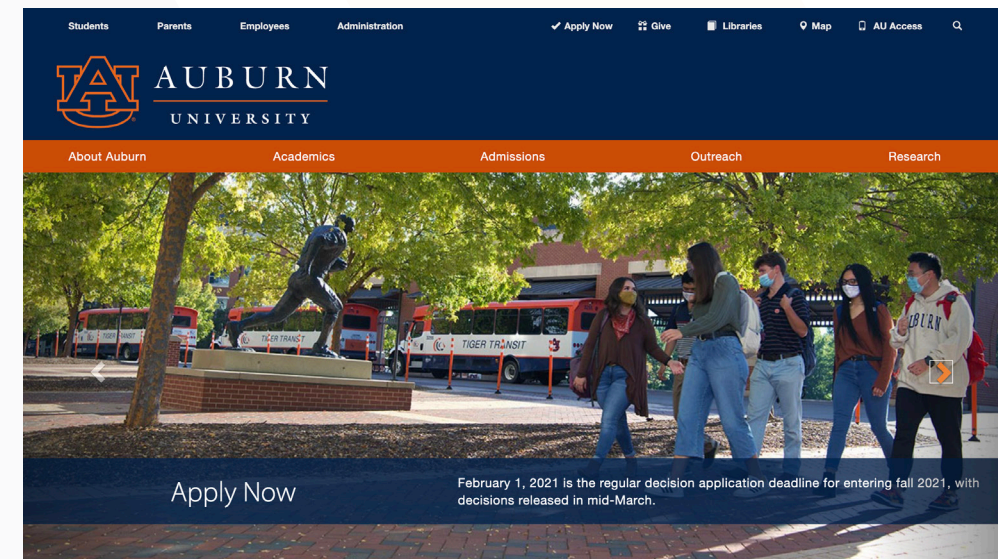 Students Parents Employees Administration Apply Now Give Libraries Map AU Access
AU
AUBURN
UNIVERSITY
About Auburn Academics Admissions Outreach Research
TIGER TRANSIT
TIGER TRANSIT
TIGER TRANSIT
Apply Now
February 1, 2021 is the regular decision application deadline for entering fall 2021, with
decisions released in mid-March.